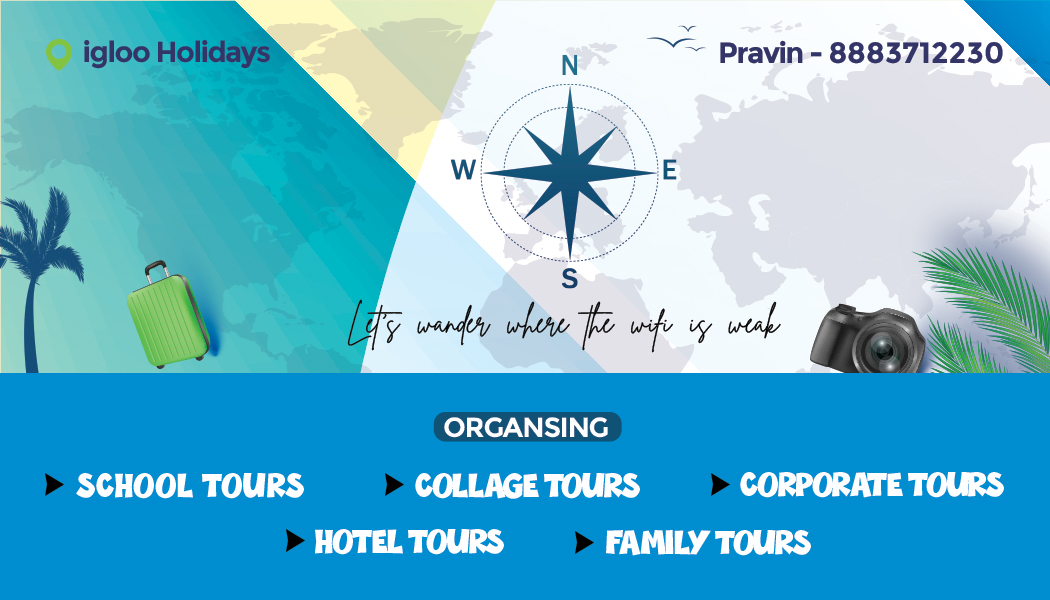 igloo Holidays
Pravin - 8883712230
N
W E
S
Let's wander where the wifi is weak
ORGANSING
SCHOOL TOURS COLLAGE TOURS CORPORATE TOURS
HOTEL TOURS FAMILY TOURS